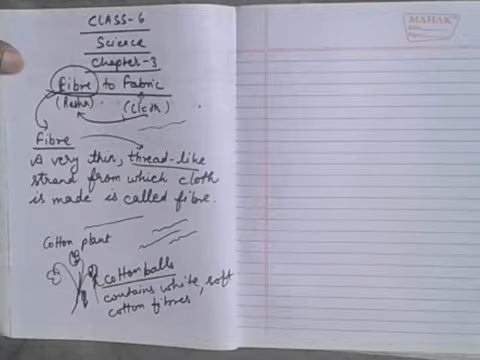 CLASS-6
Science
Chapter-3
Fibre to Fabric
(Resha) (Cloth)
Fibre
A very thin, thread-like
strand from which cloth
is made is called fibre.
Cotton plant
Cotton balls
contains white, soft
cotton fibres
MAHAK